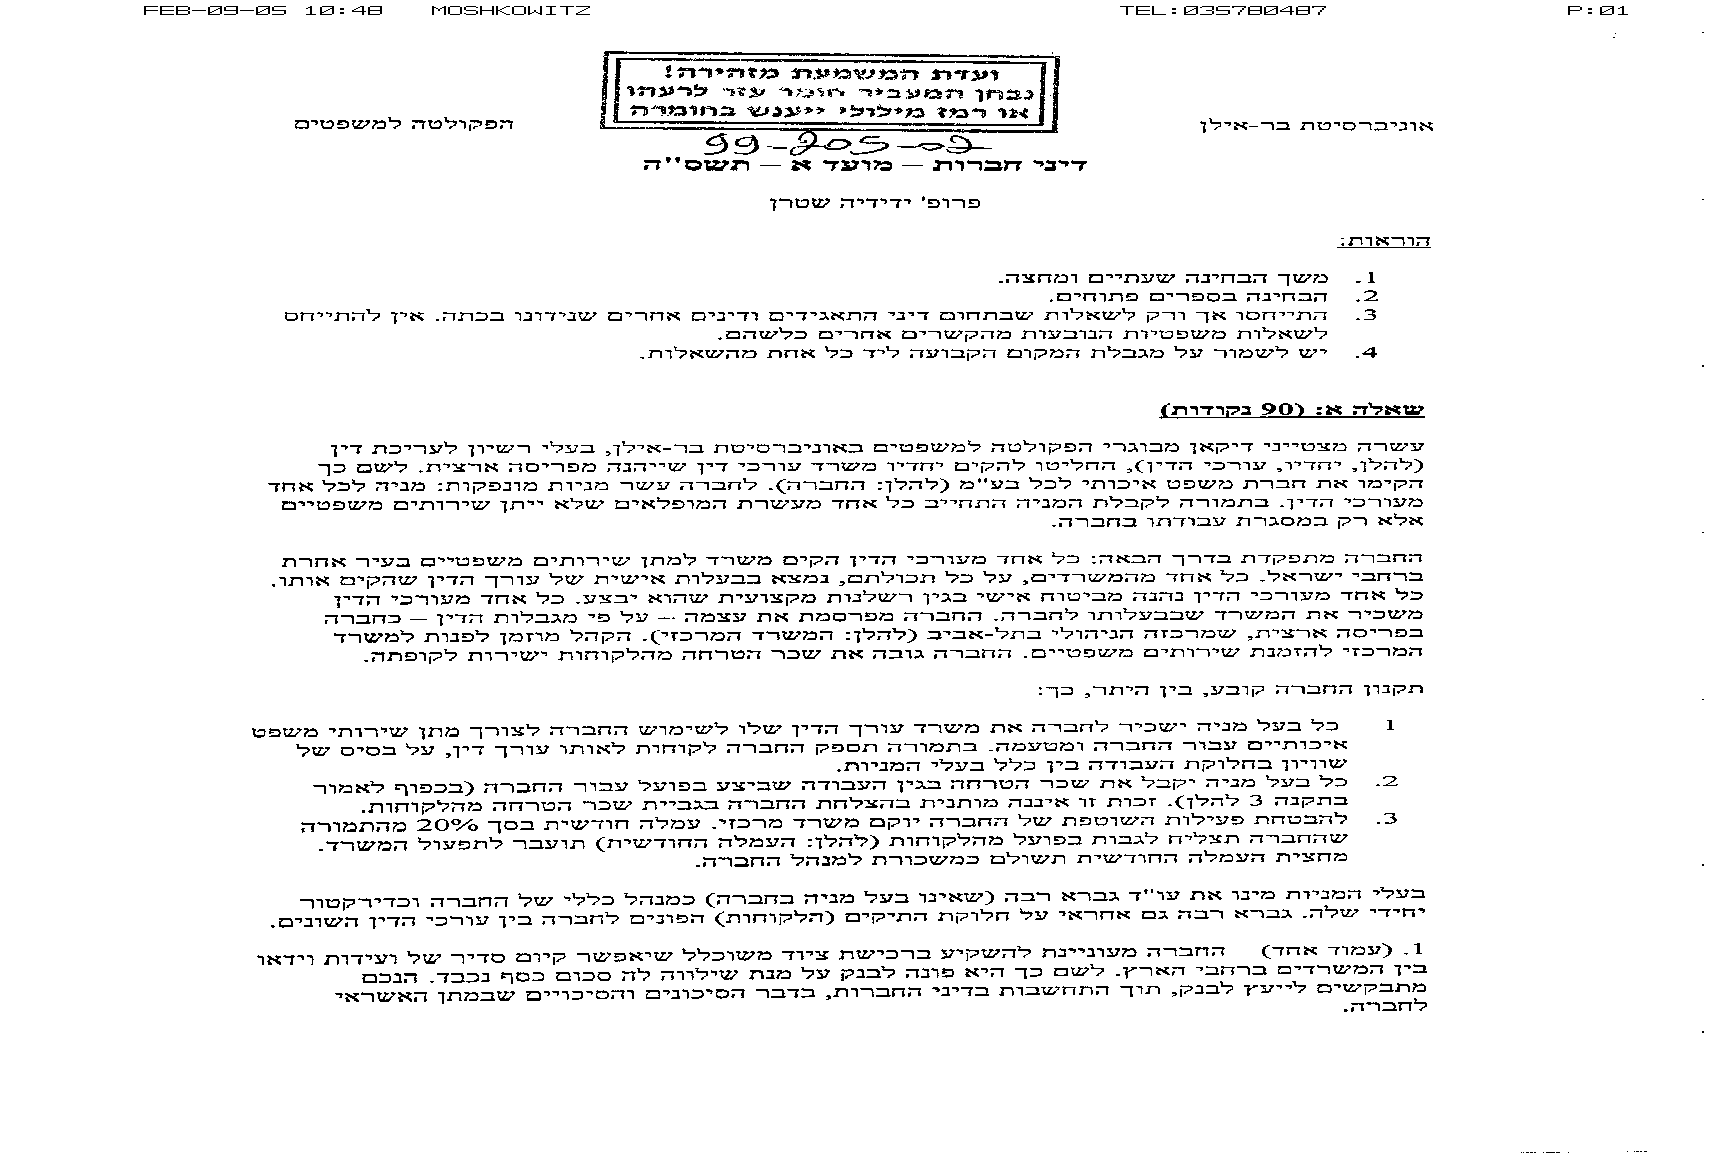 FEB-09-05 10:48 MOSHKOWITZ TEL:035780487 P:01
ועדת המשמעת מזהירה!
נבחן המעביר חומר עזר לרעהו
או רמז מילולי ייענש בחומרה
אוניברסיטת בר-אילן הפקולטה למשפטים
99-205-02
דיני חברות – מועד א – תשס"ה
פרופ' ידידיה שטרן
הוראות:
1. משך הבחינה שעתיים ומחצה.
2. הבחינה בספרים פתוחים.
3. התייחסו אך ורק לשאלות שבתחום דיני התאגידים ודינים אחרים שנידונו בכתה. אין להתייחס
לשאלות משפטיות הנובעות מהקשרים אחרים כלשהם.
4. יש לשמור על מגבלת המקום הקבועה ליד כל אחת מהשאלות.
שאלה א: (90 נקודות)
עשרה מצטייני דיקאן מבוגרי הפקולטה למשפטים באוניברסיטת בר-אילן, בעלי רשיון לעריכת דין
(להלן, יחדיו, עורכי הדין), החליטו להקים יחדיו משרד עורכי דין שייהנה מפריסה ארצית. לשם כך
הקימו את חברת משפט איכותי לכל בע"מ (להלן: החברה). לחברה עשר מניות מונפקות: מניה לכל אחד
מעורכי הדין. בתמורה לקבלת המניה התחייב כל אחד מעשרת המופלאים שלא ייתן שירותים משפטיים
אלא רק במסגרת עבודתו בחברה.
החברה מתפקדת בדרך הבאה: כל אחד מעורכי הדין הקים משרד למתן שירותים משפטיים בעיר אחרת
ברחבי ישראל. כל אחד מהמשרדים, על כל תכולתם, נמצא בבעלות אישית של עורך הדין שהקים אותו.
כל אחד מעורכי הדין נהנה מביטוח אישי בגין רשלנות מקצועית שהוא יבצע. כל אחד מעורכי הדין
משכיר את המשרד שבבעלותו לחברה. החברה מפרסמת את עצמה – על פי מגבלות הדין – כחברה
בפריסה ארצית, שמרכזה הניהולי בתל-אביב (להלן: המשרד המרכזי). הקהל מוזמן לפנות למשרד
המרכזי להזמנת שירותים משפטיים. החברה גובה את שכר הטרחה מהלקוחות ישירות לקופתה.
תקנון החברה קובע, בין היתר, כך:
1 כל בעל מניה ישכיר לחברה את משרד עורך הדין שלו לשימוש החברה לצורך מתן שירותי משפט
איכותיים עבור החברה ומטעמה. בתמורה תספק החברה לקוחות לאותו עורך דין, על בסיס של
שוויון בחלוקת העבודה בין כלל בעלי המניות.
2. כל בעל מניה יקבל את שכר הטרחה בגין העבודה שביצע בפועל עבור החברה (בכפוף לאמור
בתקנה 3 להלן). זכות זו איננה מותנית בהצלחת החברה בגביית שכר הטרחה מהלקוחות.
3. להבטחת פעילות השוטפת של החברה יוקם משרד מרכזי. עמלה חודשית בסך 20% מהתמורה
שהחברה תצליח לגבות בפועל מהלקוחות (להלן: העמלה החודשית) תועבר לתפעול המשרד.
מחצית העמלה החודשית תשולם כמשכורת למנהל החברה.
בעלי המניות מינו את עו"ד גברא רבה (שאינו בעל מניה בחברה) כמנהל כללי של החברה וכדירקטור
יחידי שלה. גברא רבה גם אחראי על חלוקת התיקים (הלקוחות) הפונים לחברה בין עורכי הדין השונים.
1. (עמוד אחד) החברה מעוניינת להשקיע ברכישת ציוד משוכלל שיאפשר קיום סדיר של ועידות וידאו
בין המשרדים ברחבי הארץ. לשם כך היא פונה לבנק על מנת שילווה לה סכום כסף נכבד. הנכם
מתבקשים לייעץ לבנק, תוך התחשבות בדיני החברות, בדבר הסיכונים והסיכויים שבמתן האשראי
לחברה.